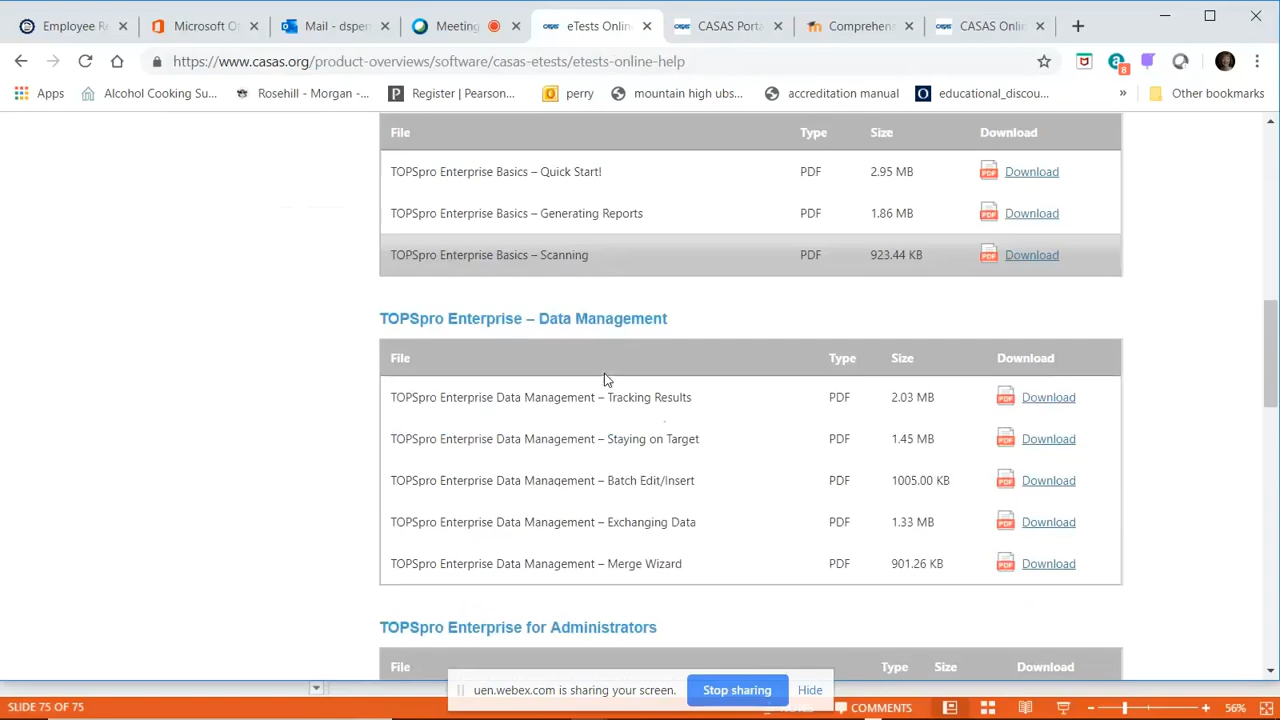 Employee Re
Microsoft Of
Mail - dspen
Meeting
eTests Onlin
CASAS Porta
Comprehens
CASAS Onlin
https://www.casas.org/product-overviews/software/casas-etests/etests-online-help
8
Apps
Alcohol Cooking Su...
Rosehill - Morgan -...
Register | Pearson...
perry
mountain high ubs...
accreditation manual
educational_discou...
»
Other bookmarks
File Type Size Download
TOPSpro Enterprise Basics – Quick Start! PDF 2.95 MB Download
TOPSpro Enterprise Basics – Generating Reports PDF 1.86 MB Download
TOPSpro Enterprise Basics – Scanning PDF 923.44 KB Download
TOPSpro Enterprise – Data Management
File Type Size Download
TOPSpro Enterprise Data Management – Tracking Results PDF 2.03 MB Download
TOPSpro Enterprise Data Management – Staying on Target PDF 1.45 MB Download
TOPSpro Enterprise Data Management – Batch Edit/Insert PDF 1005.00 KB Download
TOPSpro Enterprise Data Management – Exchanging Data PDF 1.33 MB Download
TOPSpro Enterprise Data Management – Merge Wizard PDF 901.26 KB Download
TOPSpro Enterprise for Administrators
File Type Size Download
uen.webex.com is sharing your screen. Stop sharing Hide
SLIDE 75 OF 75
COMMENTS
56%